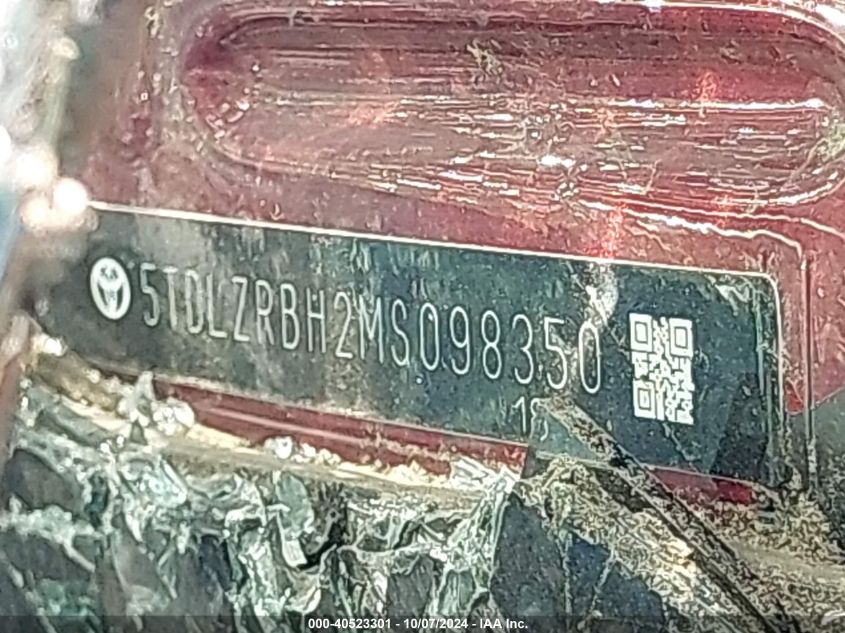 5TDLZRBH2MS098350
000-40523301 - 10/07/2024 - IAA Inc.